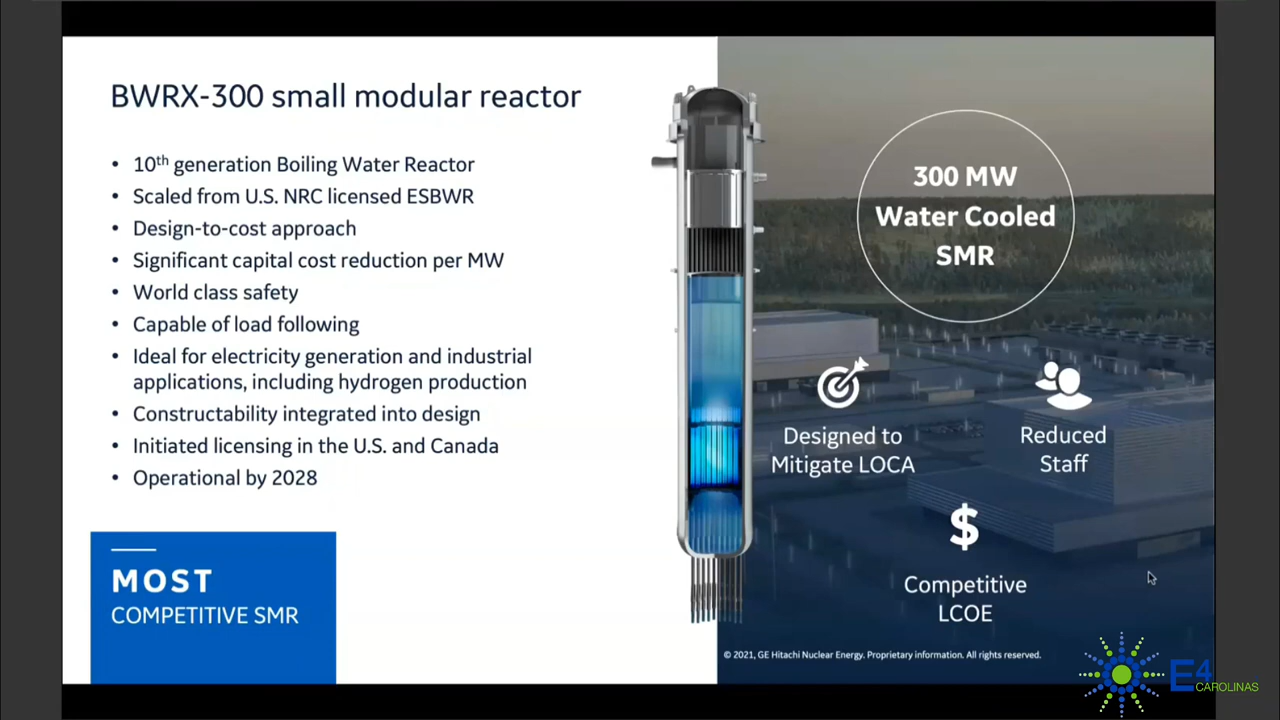 BWRX-300 small modular reactor
• 10th generation Boiling Water Reactor
• Scaled from U.S. NRC licensed ESBWR
• Design-to-cost approach
• Significant capital cost reduction per MW
• World class safety
• Capable of load following
• Ideal for electricity generation and industrial
applications, including hydrogen production
• Constructability integrated into design
• Initiated licensing in the U.S. and Canada
• Operational by 2028
MOST
COMPETITIVE SMR
300 MW
Water Cooled
SMR
Designed to
Mitigate LOCA
Reduced
Staff
$
Competitive
LCOE
© 2021, GE Hitachi Nuclear Energy. Proprietary information. All rights reserved.
E4
CAROLINAS